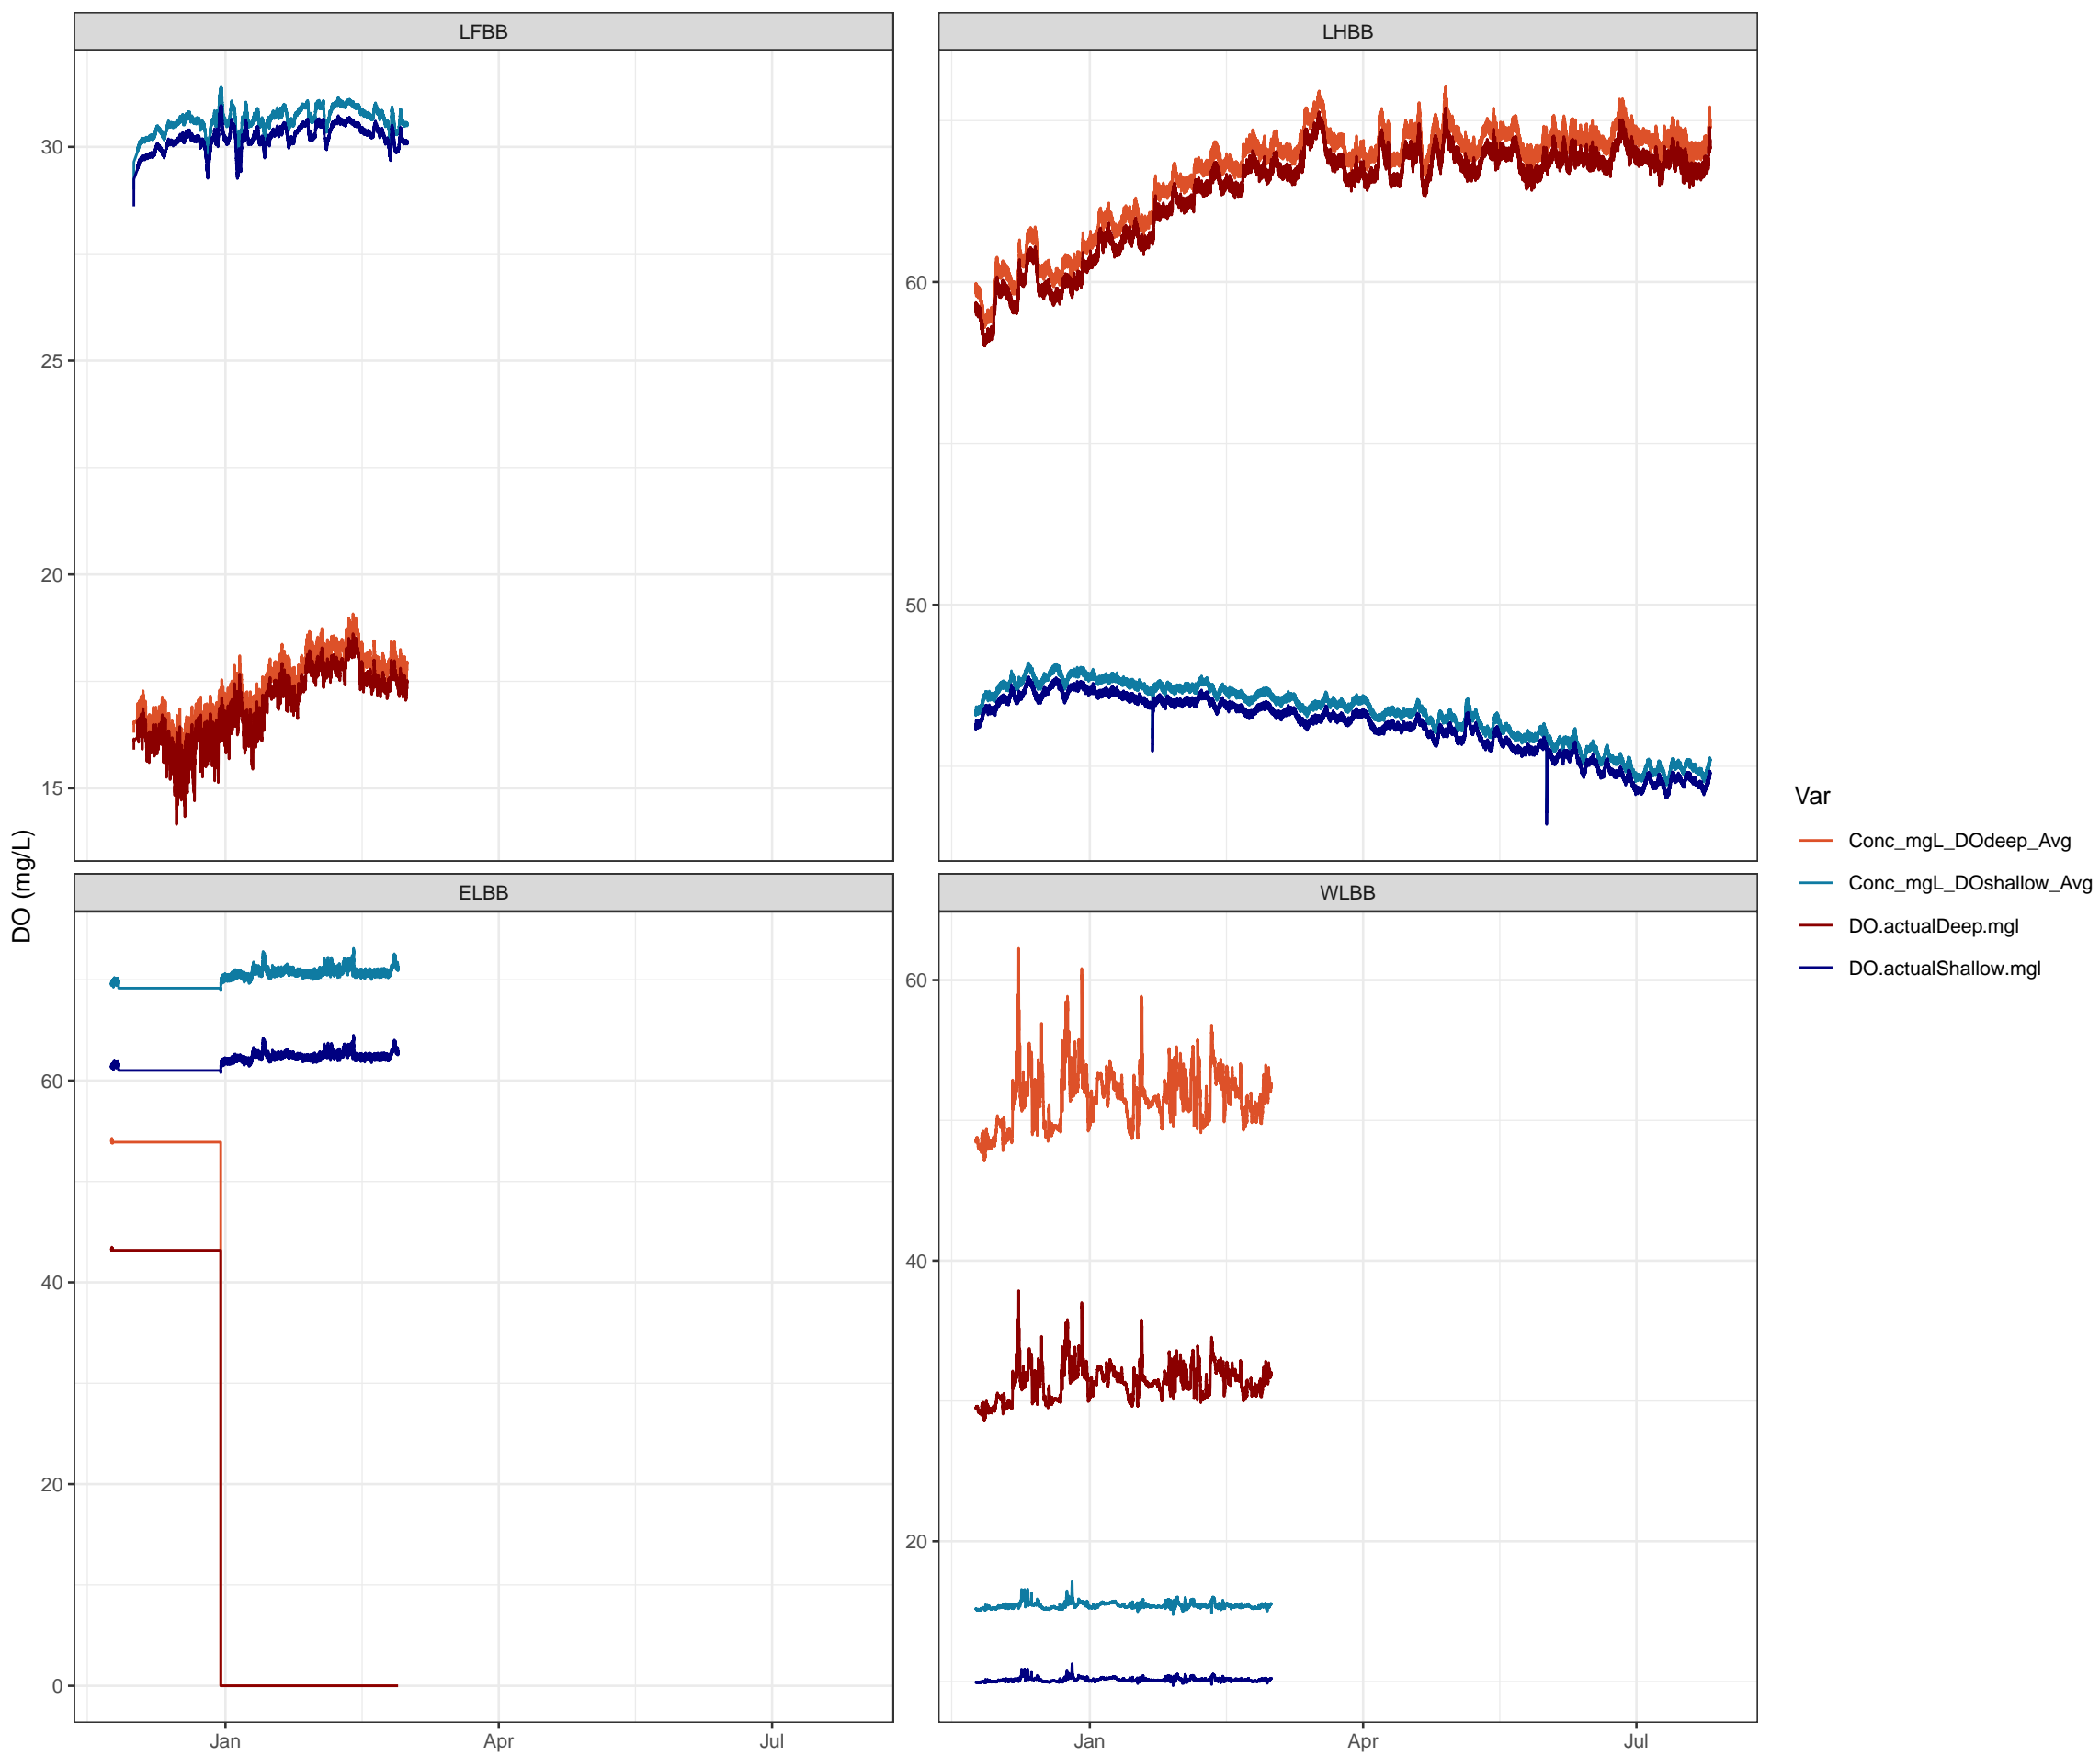 LFBB
LHBB
30
25
20
15
60
50
ELBB
WLBB
60
40
20
0
60
40
20
Jan
Apr
Jul
Jan
Apr
Jul
DO (mg/L)
Var
Conc_mgL_DOdeep_Avg
Conc_mgL_DOshallow_Avg
DO.actualDeep.mgl
DO.actualShallow.mgl